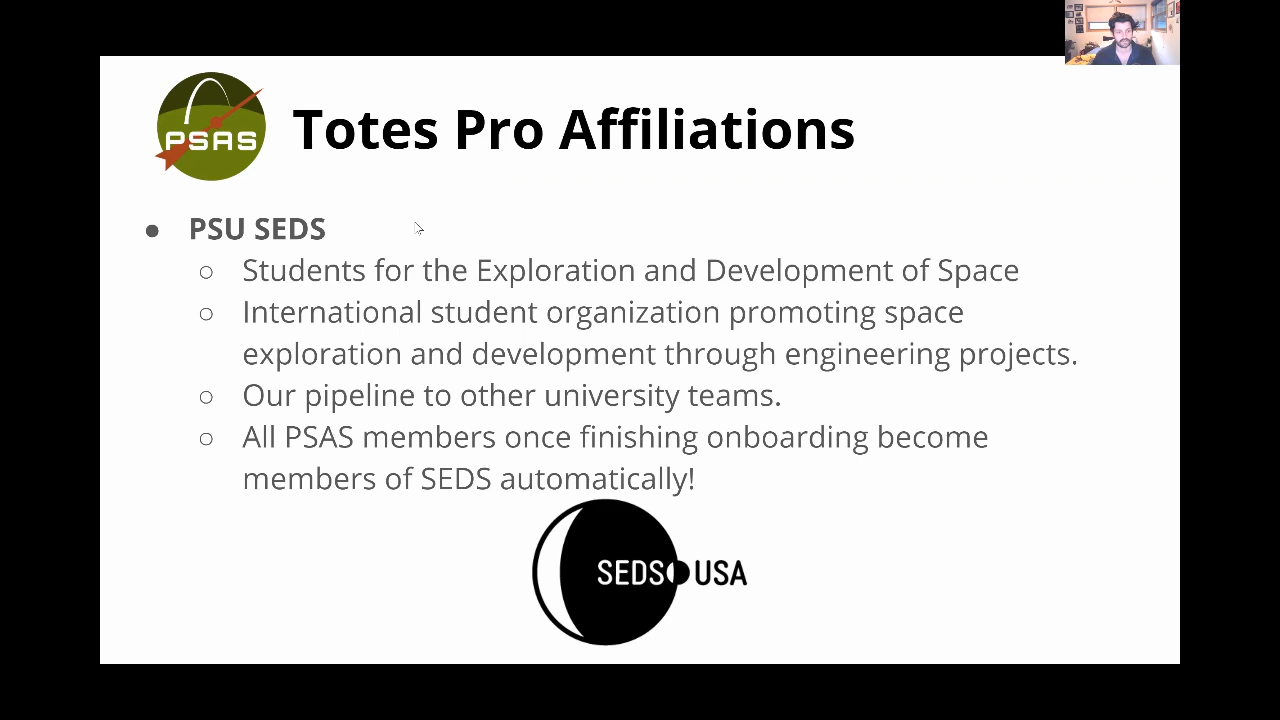 PSAS
Totes Pro Affiliations
● PSU SEDS
○ Students for the Exploration and Development of Space
○ International student organization promoting space
exploration and development through engineering projects.
○ Our pipeline to other university teams.
○ All PSAS members once finishing onboarding become
members of SEDS automatically!
SEDS USA